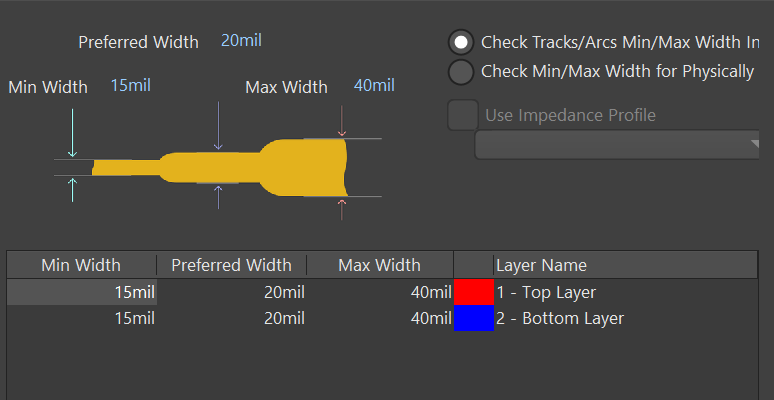 Preferred Width 20mil
Check Tracks/Arcs Min/Max Width In
Check Min/Max Width for Physically
Min Width 15mil
Max Width 40mil
Use Impedance Profile
Min Width Preferred Width Max Width Layer Name
15mil 20mil 40mil 1 - Top Layer
15mil 20mil 40mil 2 - Bottom Layer